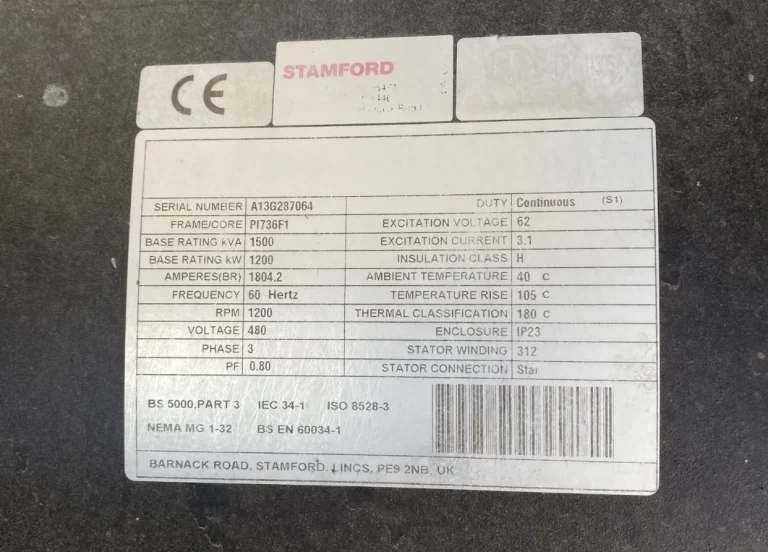 CE
STAMFORD
SERIAL NUMBER A13G287064 DUTY Continuous (S1)
FRAME/CORE PI736F1 EXCITATION VOLTAGE 62
BASE RATING kVA 1500 EXCITATION CURRENT 3.1
BASE RATING kW 1200 INSULATION CLASS H
AMPERES(BR) 1804.2 AMBIENT TEMPERATURE 40 C
FREQUENCY 60 Hertz TEMPERATURE RISE 105 C
RPM 1200 THERMAL CLASSIFICATION 180 C
VOLTAGE 480 ENCLOSURE IP23
PHASE 3 STATOR WINDING 312
PF 0.80 STATOR CONNECTION Star
BS 5000,PART 3 IEC 34-1 ISO 8528-3
NEMA MG 1-32 BS EN 60034-1
BARNACK ROAD, STAMFORD, LINCS, PE9 2NB, UK